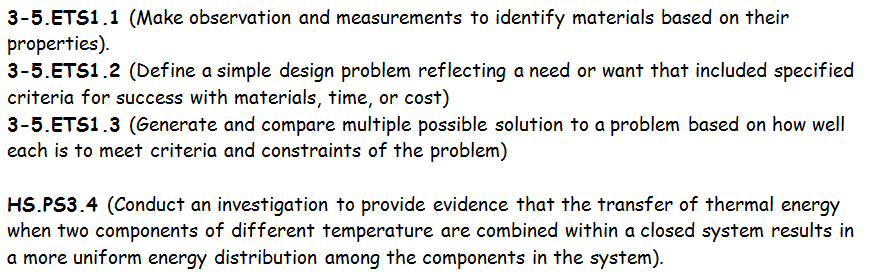 3-5.ETS1.1 (Make observation and measurements to identify materials based on their
properties).
3-5.ETS1.2 (Define a simple design problem reflecting a need or want that included specified
criteria for success with materials, time, or cost)
3-5.ETS1.3 (Generate and compare multiple possible solution to a problem based on how well
each is to meet criteria and constraints of the problem)
HS.PS3.4 (Conduct an investigation to provide evidence that the transfer of thermal energy
when two components of different temperature are combined within a closed system results in
a more uniform energy distribution among the components in the system).